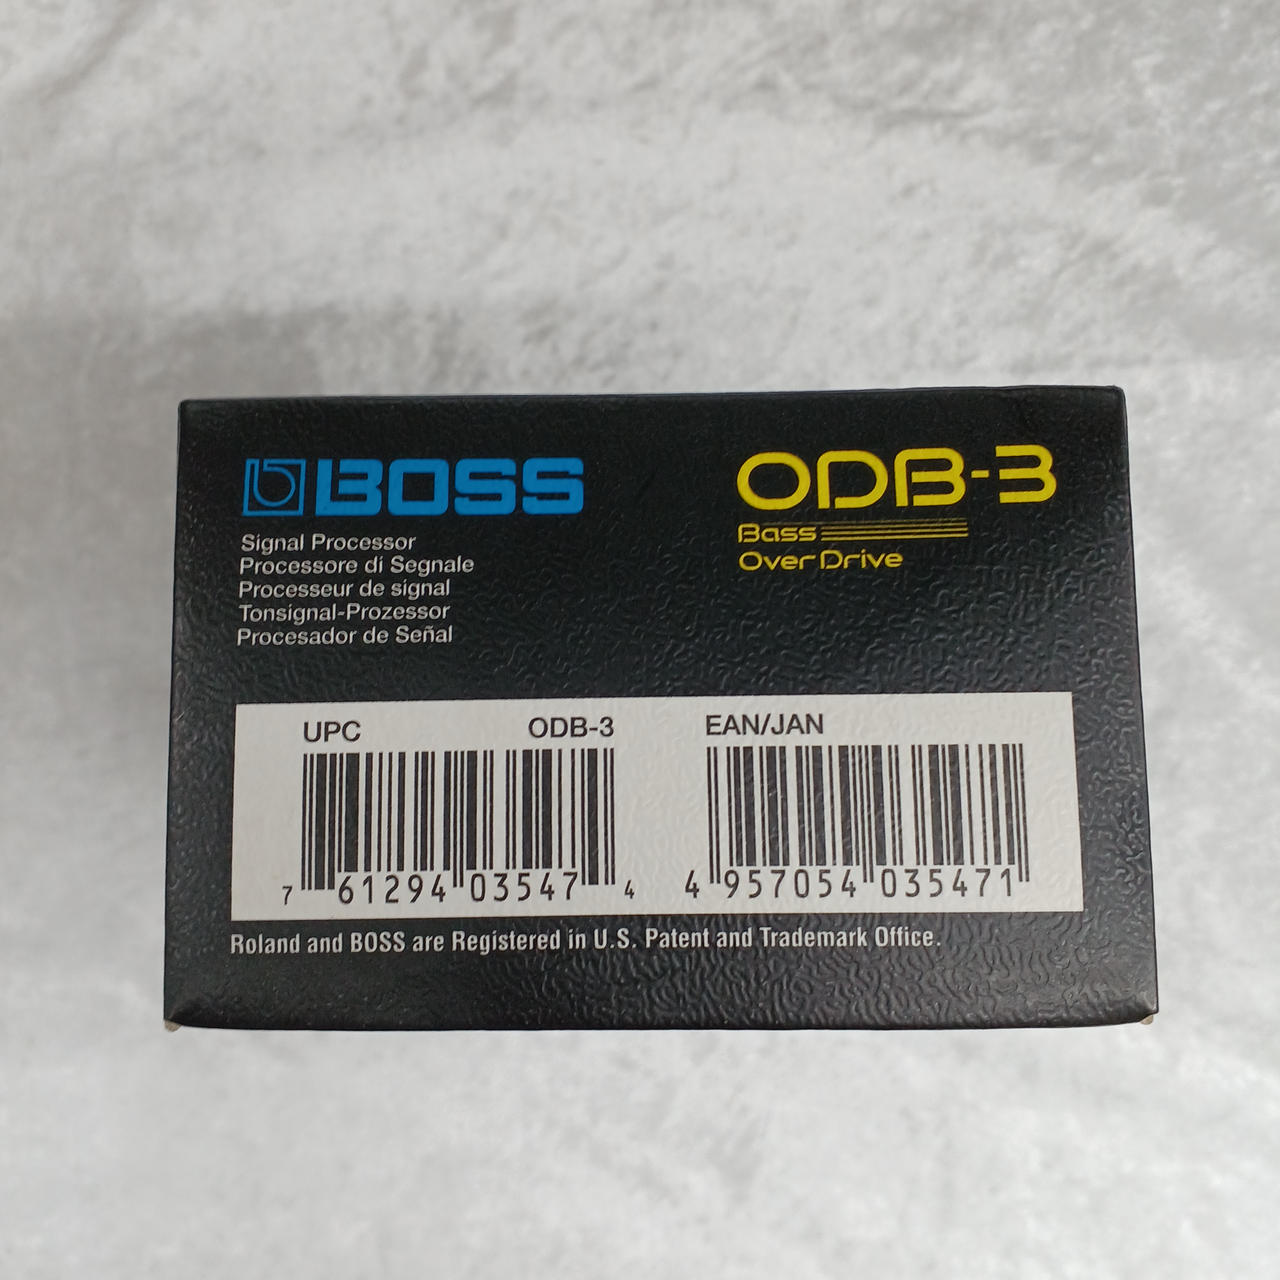 BOSS
Signal Processor
Processore di Segnale
Processeur de signal
Tonsignal-Prozessor
Procesador de Señal
ODB-3
Bass
OverDrive
UPC ODB-3
7 61294 03547 4
EAN/JAN
4 957054 035471
Roland and BOSS are Registered in U.S. Patent and Trademark Office.